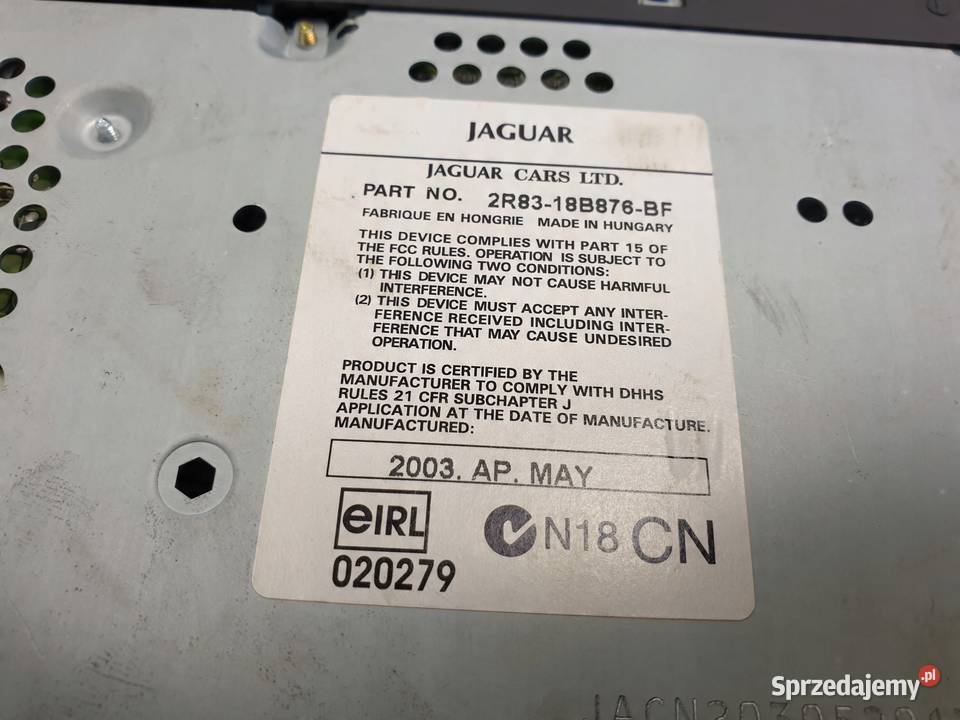 JAGUAR
JAGUAR CARS LTD.
PART NO. 2R83-18B876-BF
FABRIQUE EN HONGRIE MADE IN HUNGARY
THIS DEVICE COMPLIES WITH PART 15 OF
THE FCC RULES. OPERATION IS SUBJECT TO
THE FOLLOWING TWO CONDITIONS:
(1) THIS DEVICE MAY NOT CAUSE HARMFUL
INTERFERENCE.
(2) THIS DEVICE MUST ACCEPT ANY INTER-
FERENCE RECEIVED INCLUDING INTER-
FERENCE THAT MAY CAUSE UNDESIRED
OPERATION.
PRODUCT IS CERTIFIED BY THE
MANUFACTURER TO COMPLY WITH DHHS
RULES 21 CFR SUBCHAPTER J
APPLICATION AT THE DATE OF MANUFACTURE.
MANUFACTURED:
2003. AP. MAY
eIRL
020279
N18 CN
Sprzedajemy.pl